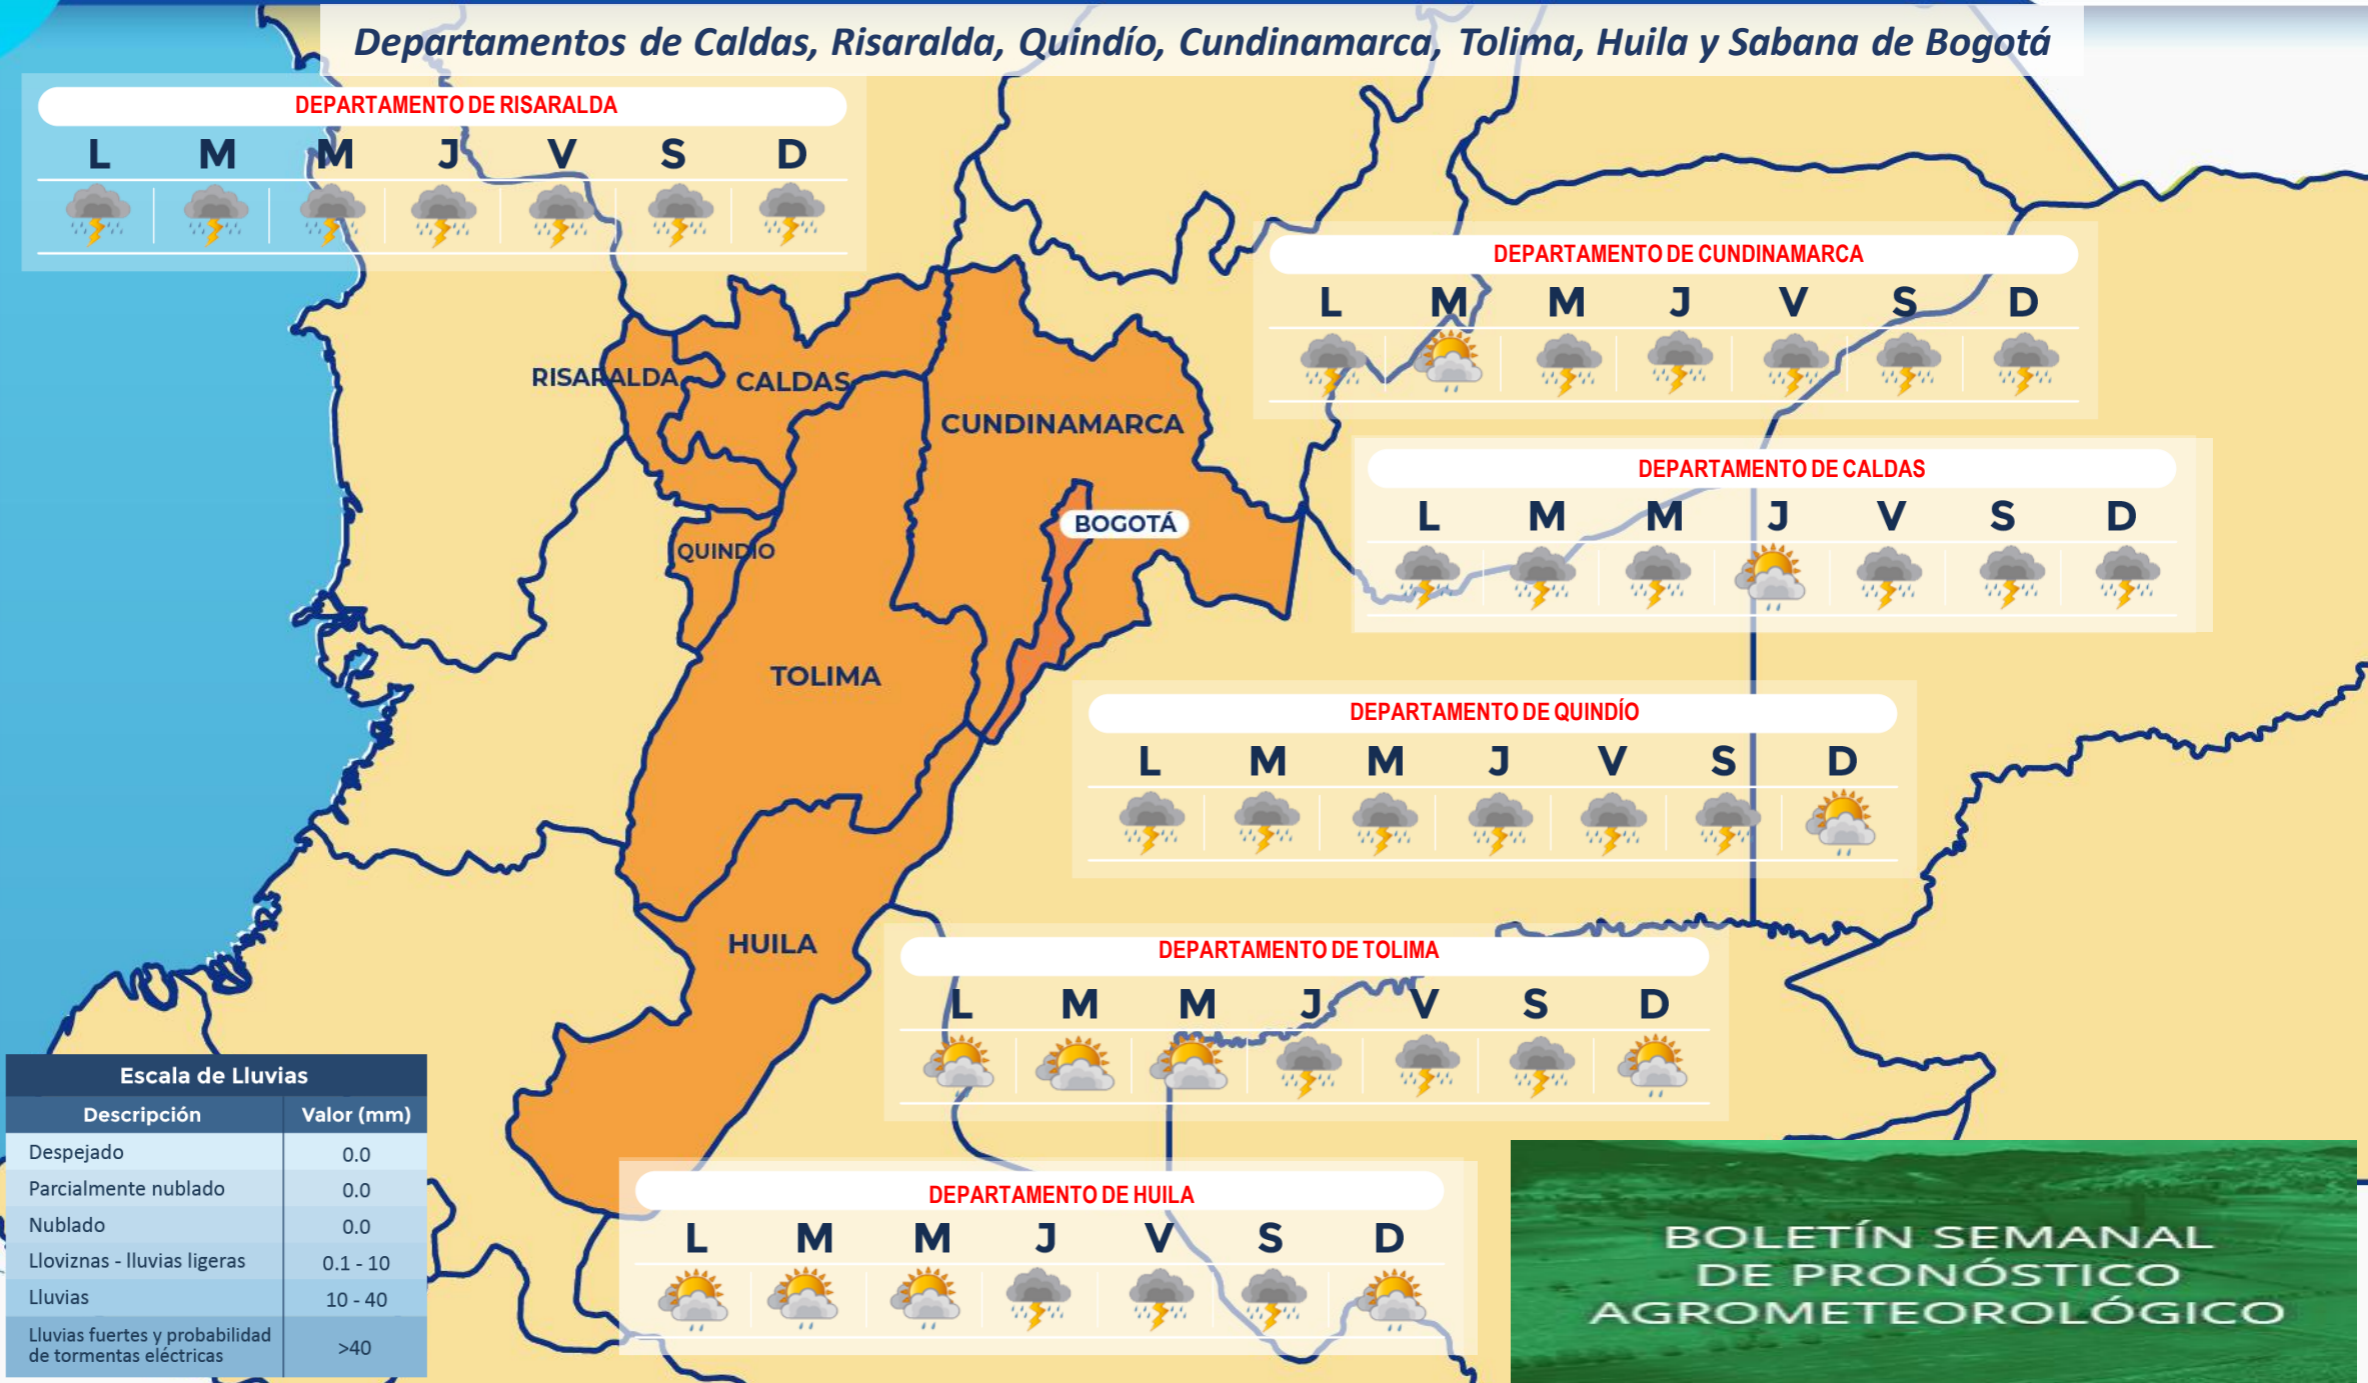 Departamentos de Caldas, Risaralda, Quindío, Cundinamarca, Tolima, Huila y Sabana de Bogotá
DEPARTAMENTO DE RISARALDA
L M M J V S D
DEPARTAMENTO DE CUNDINAMARCA
L M M J V S D
RISARALDA
CALDAS
CUNDINAMARCA
BOGOTÁ
QUINDIO
TOLIMA
HUILA
DEPARTAMENTO DE CALDAS
L M M J V S D
DEPARTAMENTO DE QUINDÍO
L M M J V S D
DEPARTAMENTO DE TOLIMA
L M M J V S D
DEPARTAMENTO DE HUILA
L M M J V S D
Escala de Lluvias
Descripción Valor (mm)
Despejado 0.0
Parcialmente nublado 0.0
Nublado 0.0
Lloviznas - lluvias ligeras 0.1 - 10
Lluvias 10 - 40
Lluvias fuertes y probabilidad
de tormentas eléctricas >40
BOLETÍN SEMANAL
DE PRONÓSTICO
AGROMETEOROLÓGICO